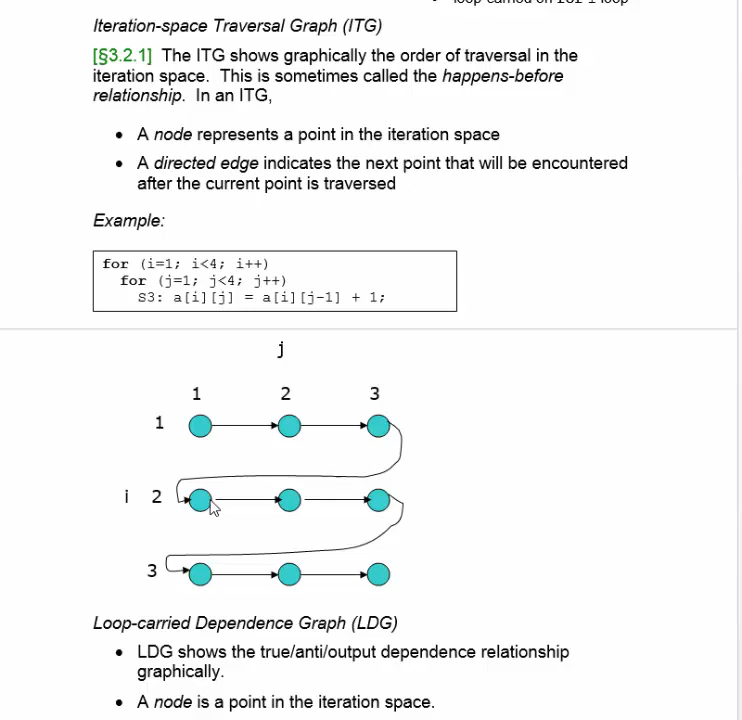 Iteration-space Traversal Graph (ITG)
[§3.2.1] The ITG shows graphically the order of traversal in the
iteration space. This is sometimes called the happens-before
relationship. In an ITG,
• A node represents a point in the iteration space
• A directed edge indicates the next point that will be encountered
after the current point is traversed
Example:
for (i=1; i<4; i++)
for (j=1; j<4; j++)
S3: a[i][j] = a[i][j-1] + 1;
j
1 2 3
1
i 2
3
Loop-carried Dependence Graph (LDG)
• LDG shows the true/anti/output dependence relationship
graphically.
• A node is a point in the iteration space.